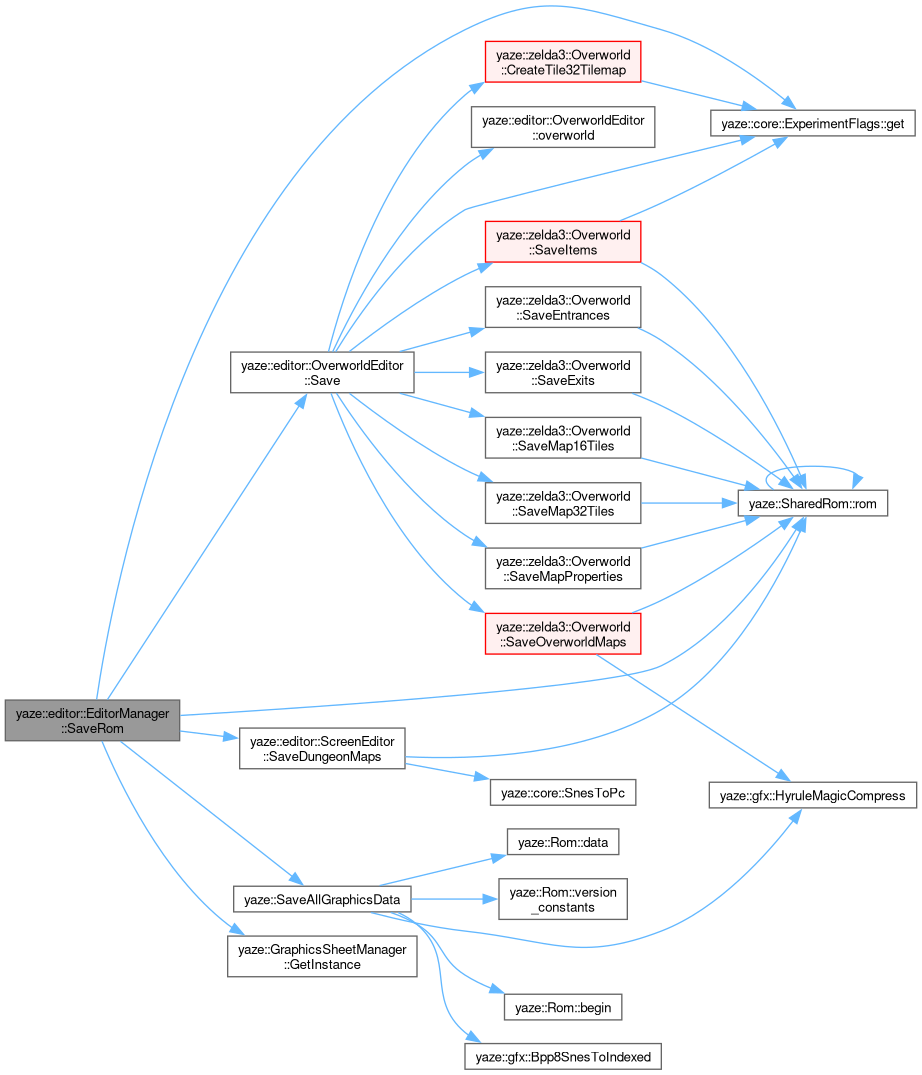 yaze::zelda3::Overworld
::CreateTile32Tilemap
yaze::core::ExperimentFlags::get
yaze::editor::OverworldEditor
::overworld
yaze::zelda3::Overworld
::SaveItems
yaze::zelda3::Overworld
::SaveEntrances
yaze::editor::OverworldEditor
::Save
yaze::zelda3::Overworld
::SaveExits
yaze::zelda3::Overworld
::SaveMap16Tiles
yaze::zelda3::Overworld
::SaveMap32Tiles
yaze::SharedRom::rom
yaze::zelda3::Overworld
::SaveMapProperties
yaze::zelda3::Overworld
::SaveOverworldMaps
yaze::editor::EditorManager
::SaveRom
yaze::editor::ScreenEditor
::SaveDungeonMaps
yaze::core::SnesToPc
yaze::gfx::HyruleMagicCompress
yaze::Rom::data
yaze::SaveAllGraphicsData
yaze::Rom::version
_constants
yaze::GraphicsSheetManager
::GetInstance
yaze::Rom::begin
yaze::gfx::Bpp8SnesToIndexed